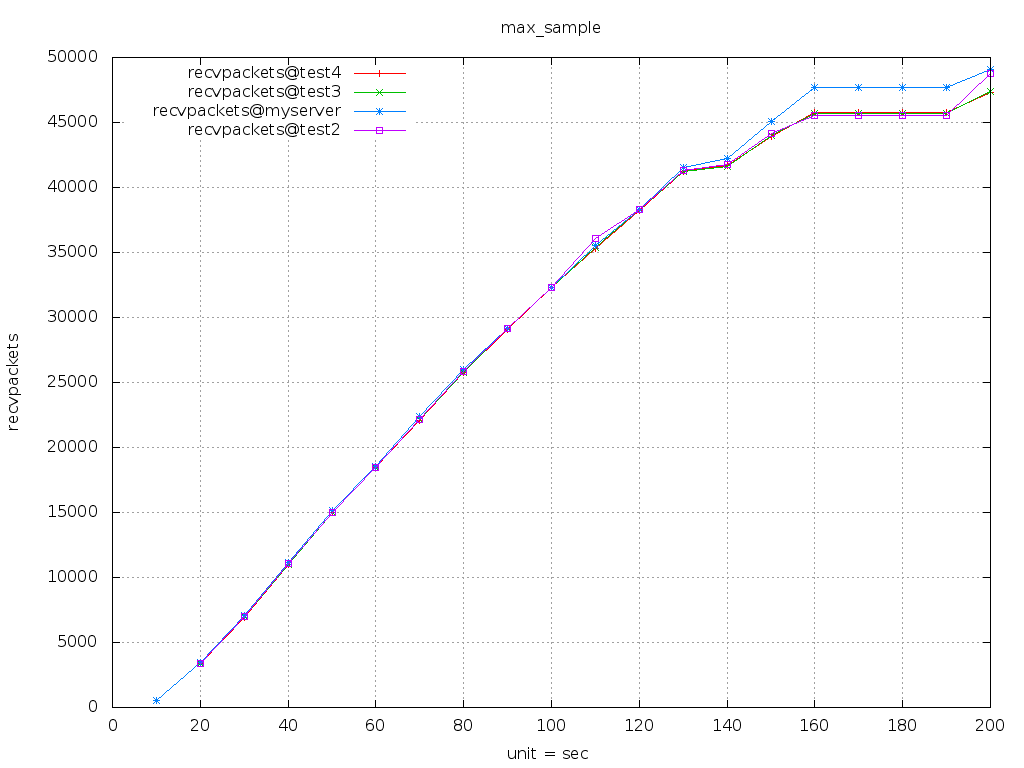 max_sample
50000
45000
40000
35000
30000
25000
20000
15000
10000
5000
0
recvpackets@test4
recvpackets@test3
recvpackets@myserver
recvpackets@test2
recvpackets
0 20 40 60 80 100 120 140 160 180 200
unit = sec